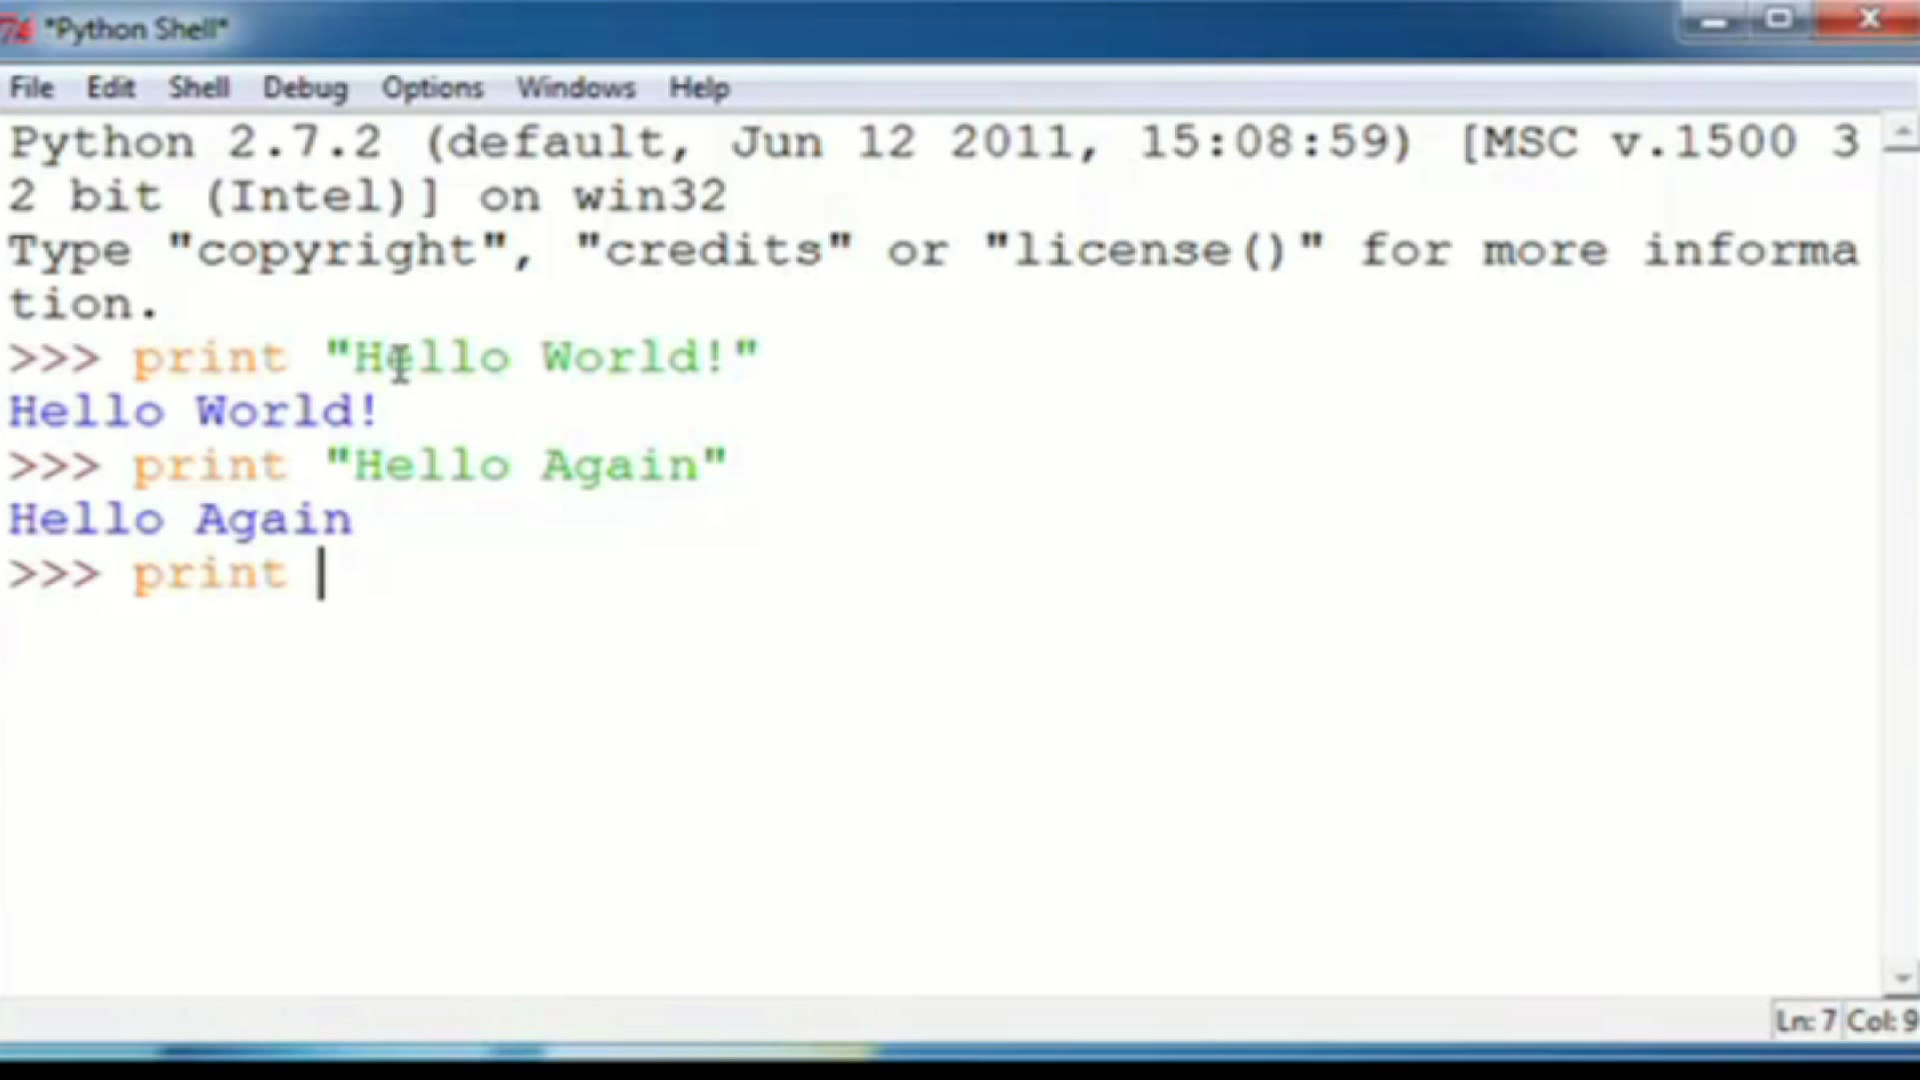 *Python Shell*
File Edit Shell Debug Options Windows Help
Python 2.7.2 (default, Jun 12 2011, 15:08:59) [MSC v.1500 3
2 bit (Intel)] on win32
Type "copyright", "credits" or "license()" for more informa
tion.
>>> print "Hello World!"
Hello World!
>>> print "Hello Again"
Hello Again
>>> print
Ln: 7 Col: 9